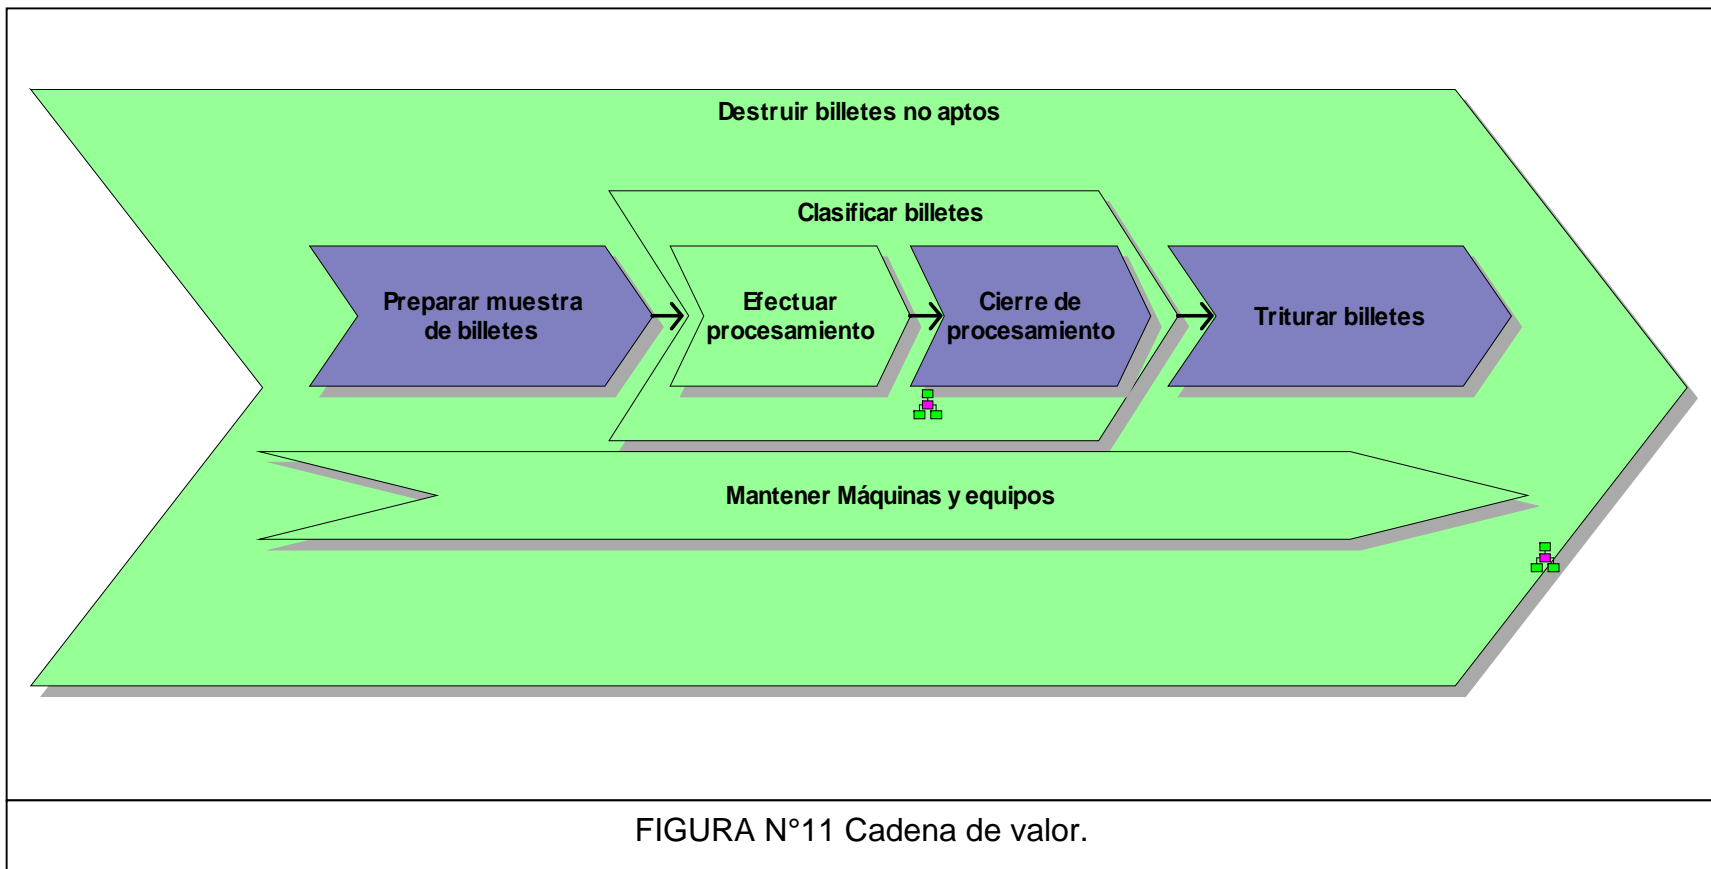 Destruir billetes no aptos
Clasificar billetes
Preparar muestra
de billetes
Efectuar
procesamiento
Cierre de
procesamiento
Triturar billetes
Mantener Máquinas y equipos
FIGURA N°11 Cadena de valor.